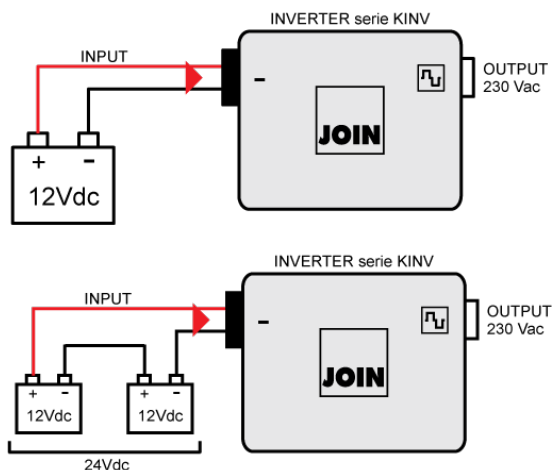 INVERTER serie KINV
INPUT
–
OUTPUT
230 Vac
JOIN
+ –
12Vdc
INVERTER serie KINV
INPUT
–
OUTPUT
230 Vac
JOIN
+ – + –
12Vdc 12Vdc
24Vdc